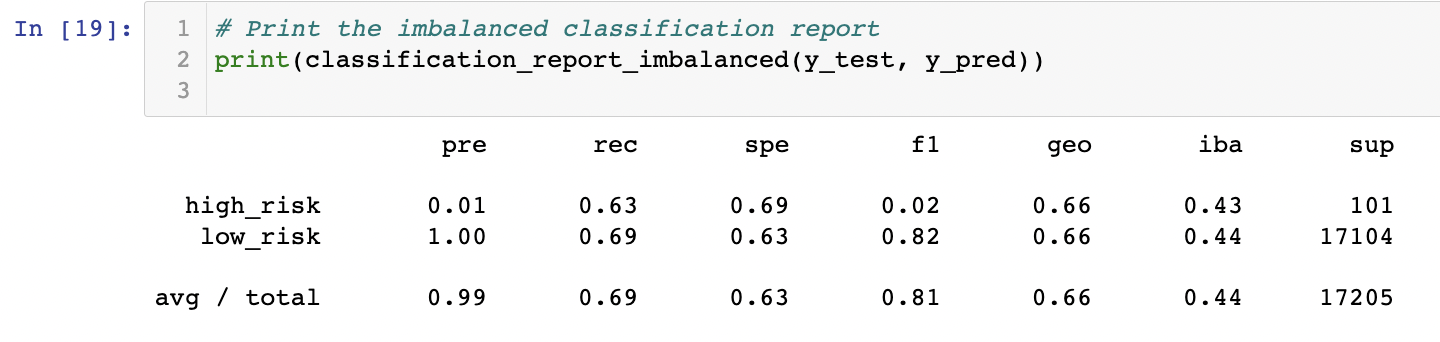 In [19]: 1 # Print the imbalanced classification report
2 print(classification_report_imbalanced(y_test, y_pred))
3
pre rec spe f1 geo iba sup
high_risk 0.01 0.63 0.69 0.02 0.66 0.43 101
low_risk 1.00 0.69 0.63 0.82 0.66 0.44 17104
avg / total 0.99 0.69 0.63 0.81 0.66 0.44 17205